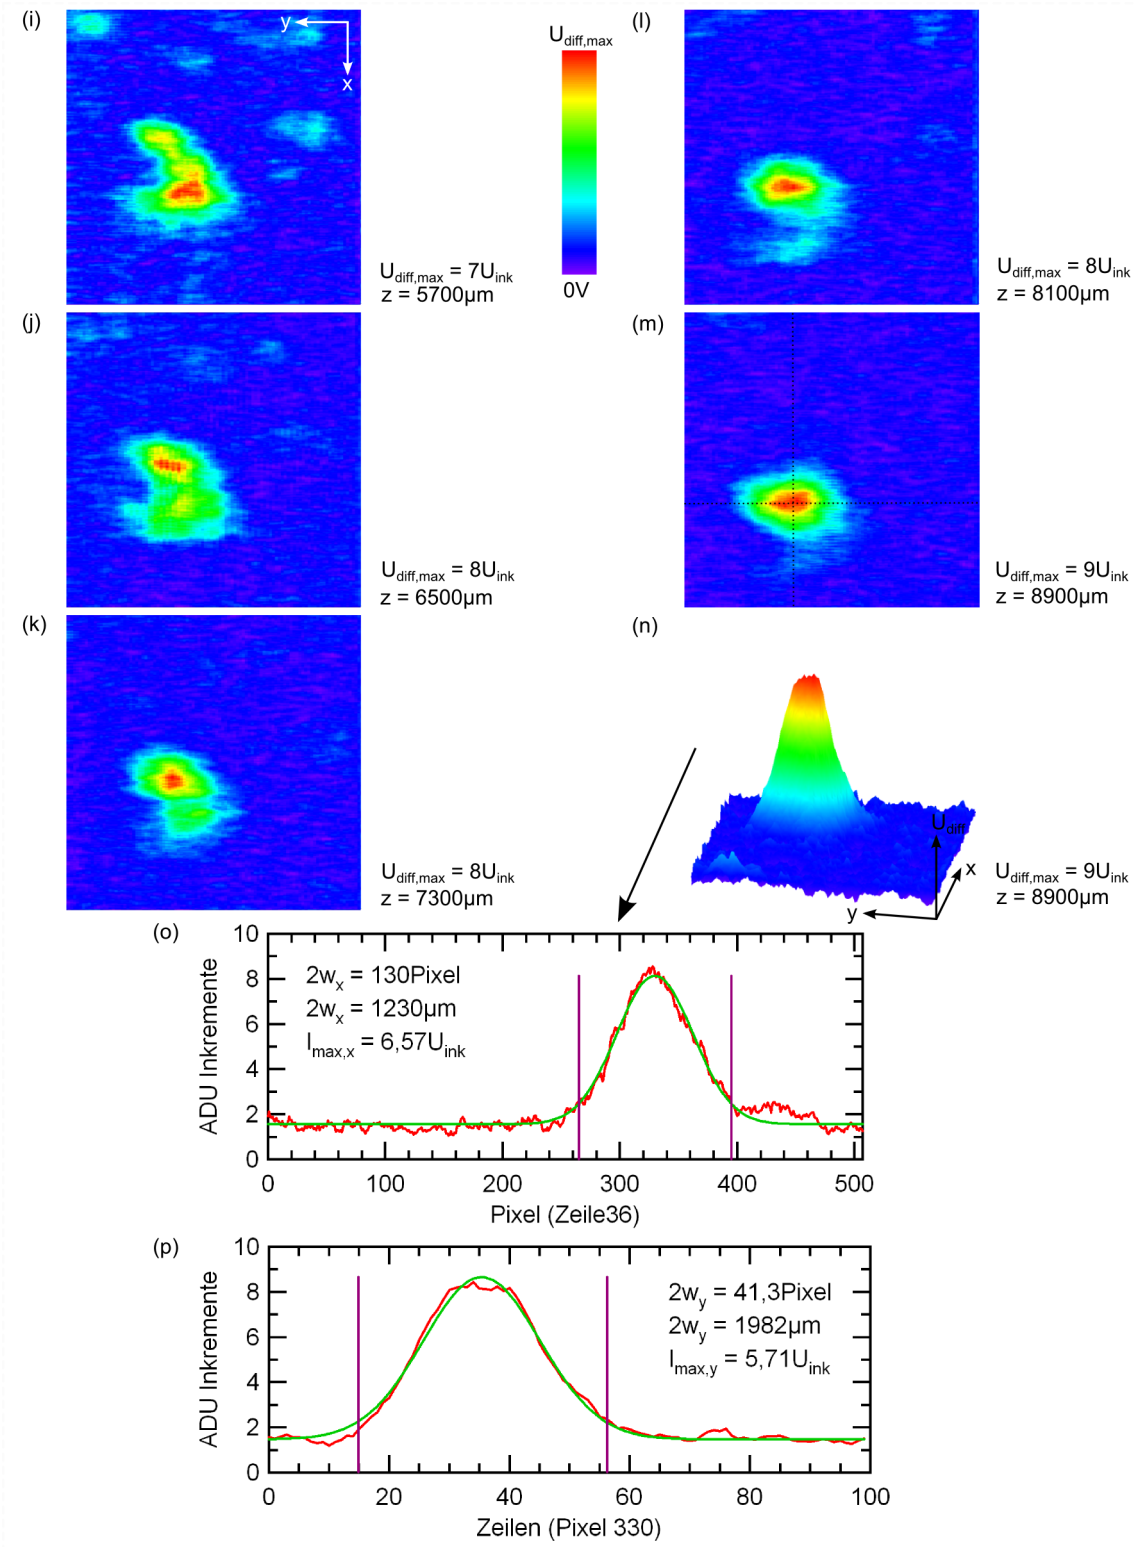 (i)
y
x
U_diff,max
0V
(l)
U_diff,max = 7U_ink
z = 5700µm
U_diff,max = 8U_ink
z = 8100µm
(j)
(m)
U_diff,max = 8U_ink
z = 6500µm
U_diff,max = 9U_ink
z = 8900µm
(k)
(n)
U_diff
x
y
U_diff,max = 8U_ink
z = 7300µm
U_diff,max = 9U_ink
z = 8900µm
(o)
10
8
6
4
2
0
ADU Inkremente
2w_x = 130Pixel
2w_x = 1230µm
I_max,x = 6,57U_ink
0 100 200 300 400 500
Pixel (Zeile36)
(p)
10
8
6
4
2
0
ADU Inkremente
2w_y = 41,3Pixel
2w_y = 1982µm
I_max,y = 5,71U_ink
0 20 40 60 80 100
Zeilen (Pixel 330)